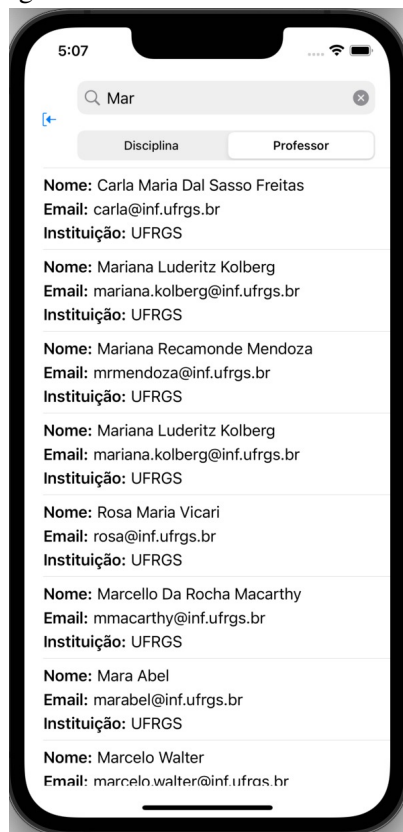 5:07
Mar
Disciplina Professor
Nome: Carla Maria Dal Sasso Freitas
Email: carla@inf.ufrgs.br
Instituição: UFRGS
Nome: Mariana Luderitz Kolberg
Email: mariana.kolberg@inf.ufrgs.br
Instituição: UFRGS
Nome: Mariana Recamonde Mendoza
Email: mrmendoza@inf.ufrgs.br
Instituição: UFRGS
Nome: Mariana Luderitz Kolberg
Email: mariana.kolberg@inf.ufrgs.br
Instituição: UFRGS
Nome: Rosa Maria Vicari
Email: rosa@inf.ufrgs.br
Instituição: UFRGS
Nome: Marcello Da Rocha Macarthy
Email: mmacarthy@inf.ufrgs.br
Instituição: UFRGS
Nome: Mara Abel
Email: marabel@inf.ufrgs.br
Instituição: UFRGS
Nome: Marcelo Walter
Email: marcelo.walter@inf.ufrgs.br